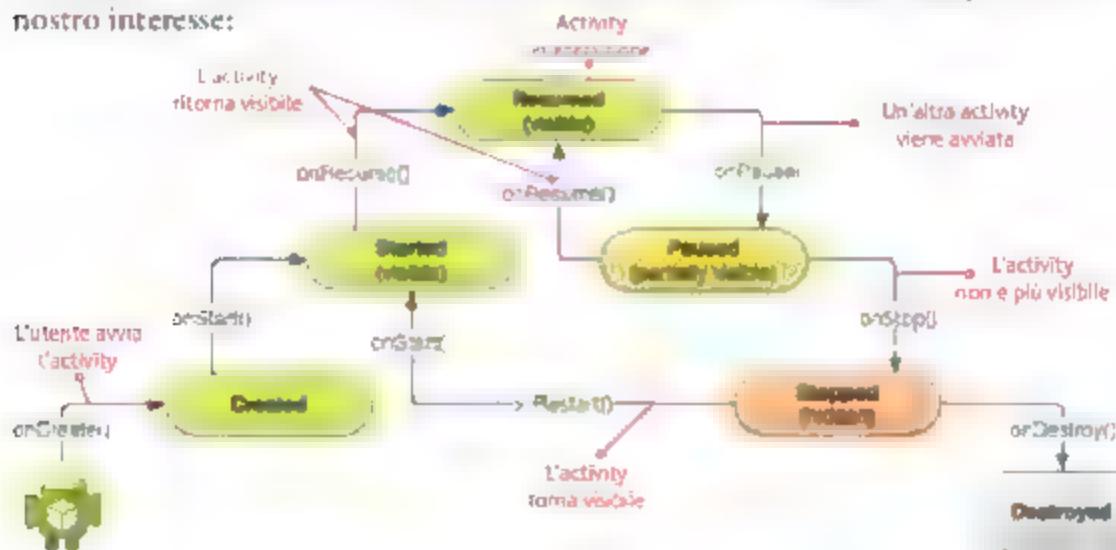 nostro interesse:
Activity
in esecuzione
L'activity
ritorna visibile
Resumed
(visible)
Un'altra activity
viene avviata
onResume()
onResume()
onPause(
Started
(visible)
Paused
(partially visible)
L'activity
non è più visibile
onStart()
onStart(
onStop()
L'utente avvia
l'activity
Created
Restart()
Stopped
(hidden)
onCreate(
onDestroy()
L'activity
torna visibile
Destroyed